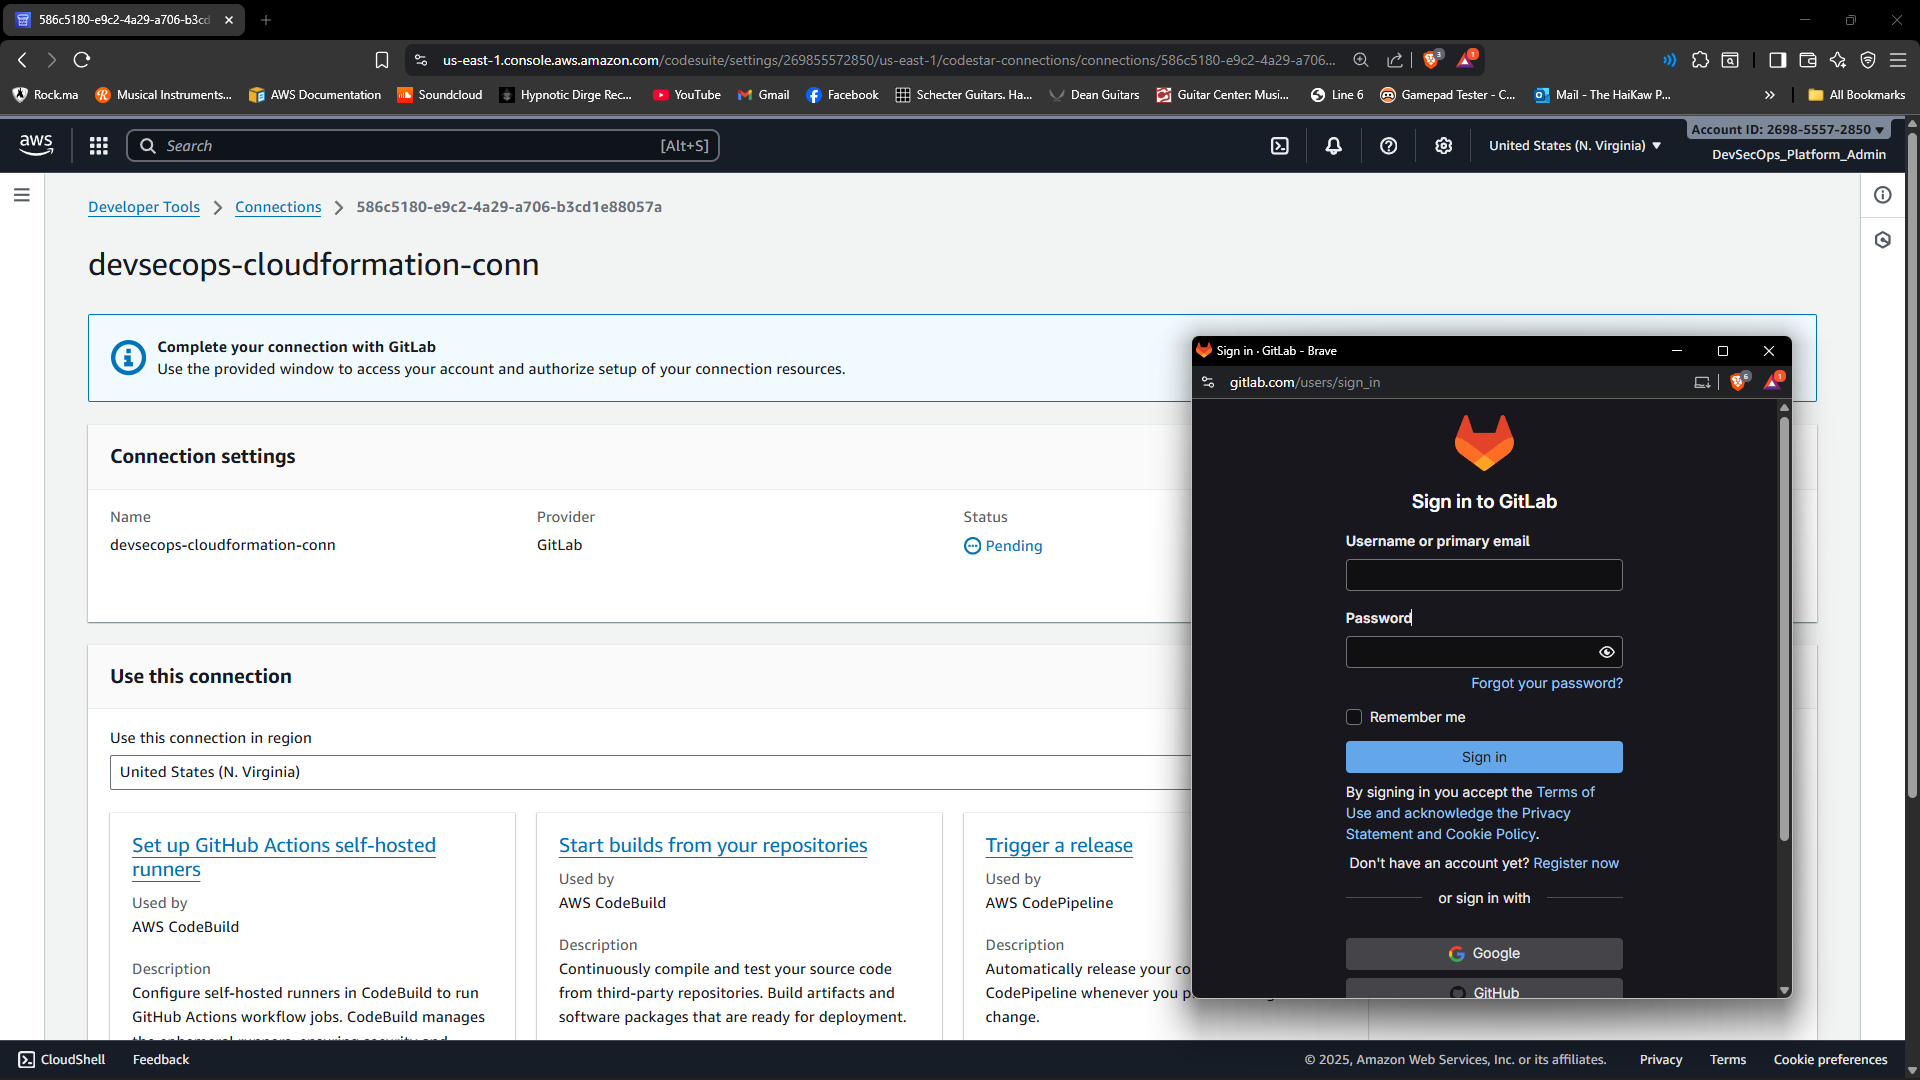 586c5180-e9c2-4a29-a706-b3cd
us-east-1.console.aws.amazon.com/codesuite/settings/269855572850/us-east-1/codestar-connections/connections/586c5180-e9c2-4a29-a706...
3
1
Rock.ma
Musical Instruments...
AWS Documentation
Soundcloud
Hypnotic Dirge Rec...
YouTube
Gmail
Facebook
Schecter Guitars. Ha...
Dean Guitars
Guitar Center: Musi...
Line 6
Gamepad Tester - C...
Mail - The HaiKaw P...
All Bookmarks
aws
Search
[Alt+S]
United States (N. Virginia)
Account ID: 2698-5557-2850
DevSecOps_Platform_Admin
Developer Tools
Connections
586c5180-e9c2-4a29-a706-b3cd1e88057a
devsecops-cloudformation-conn
Complete your connection with GitLab
Use the provided window to access your account and authorize setup of your connection resources.
Connection settings
Name
devsecops-cloudformation-conn
Provider
GitLab
Status
Pending
Use this connection
Use this connection in region
United States (N. Virginia)
Set up GitHub Actions self-hosted
runners
Used by
AWS CodeBuild
Description
Configure self-hosted runners in CodeBuild to run
GitHub Actions workflow jobs. CodeBuild manages
Start builds from your repositories
Used by
AWS CodeBuild
Description
Continuously compile and test your source code
from third-party repositories. Build artifacts and
software packages that are ready for deployment.
Trigger a release
Used by
AWS CodePipeline
Description
Automatically release your co
CodePipeline whenever you p
change.
Sign in · GitLab - Brave
gitlab.com/users/sign_in
6
1
Sign in to GitLab
Username or primary email
Password
Forgot your password?
Remember me
Sign in
By signing in you accept the Terms of
Use and acknowledge the Privacy
Statement and Cookie Policy.
Don't have an account yet? Register now
or sign in with
Google
GitHub
CloudShell
Feedback
© 2025, Amazon Web Services, Inc. or its affiliates.
Privacy
Terms
Cookie preferences